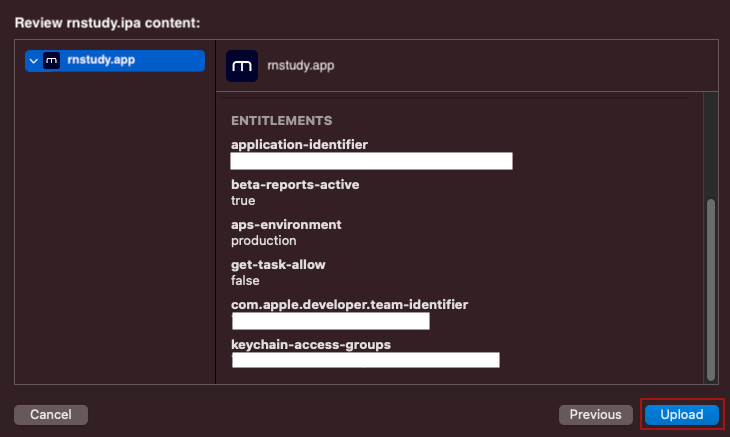 Review rnstudy.ipa content:
rnstudy.app
rnstudy.app
ENTITLEMENTS
application-identifier
beta-reports-active
true
aps-environment
production
get-task-allow
false
com.apple.developer.team-identifier
keychain-access-groups
Cancel
Previous
Upload